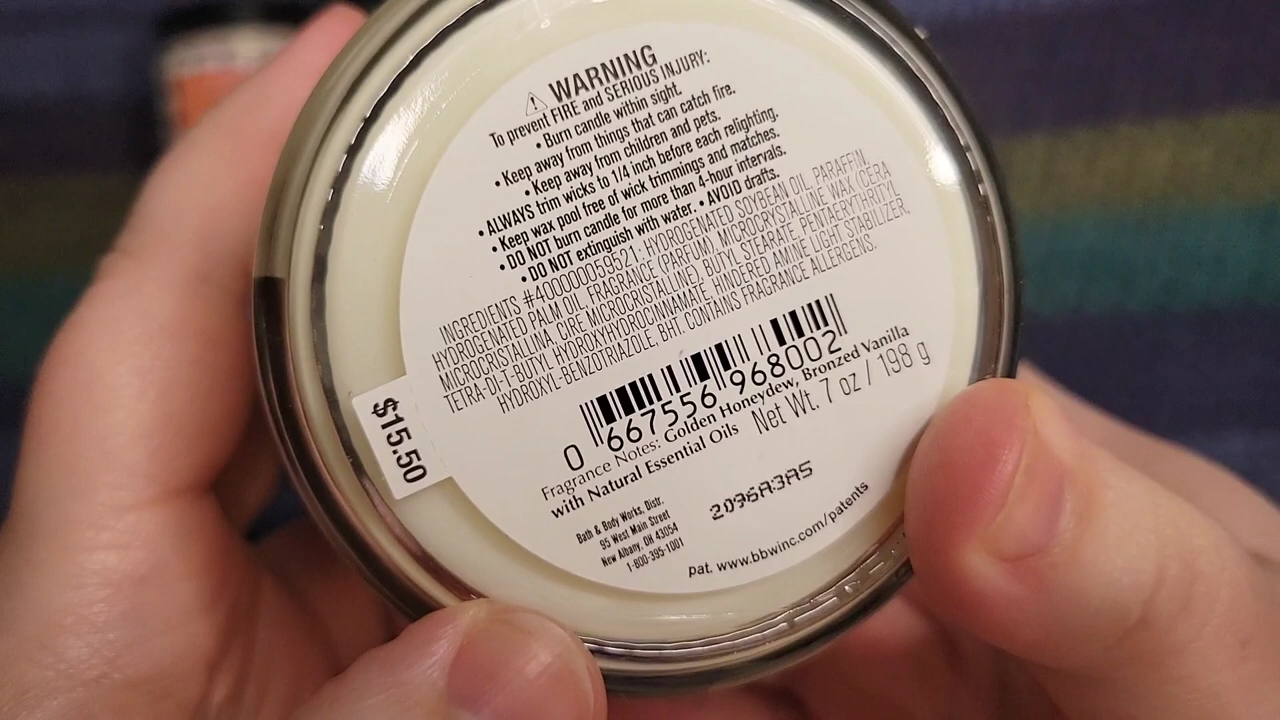 ⚠ WARNING
To prevent FIRE and SERIOUS INJURY:
• Burn candle within sight.
• Keep away from things that can catch fire.
• Keep away from children and pets.
• ALWAYS trim wicks to 1/4 inch before each relighting.
• Keep wax pool free of wick trimmings and matches.
• DO NOT burn candle for more than 4-hour intervals.
• DO NOT extinguish with water. • AVOID drafts.
INGREDIENTS #40000059521: HYDROGENATED SOYBEAN OIL, PARAFFIN,
HYDROGENATED PALM OIL, FRAGRANCE (PARFUM), MICROCRYSTALLINE WAX (CERA
MICROCRISTALLINA, CIRE MICROCRISTALLINE), BUTYL STEARATE, PENTAERYTHRITYL
TETRA-DI-T-BUTYL HYDROXYHYDROCINNAMATE, HINDERED AMINE LIGHT STABILIZER,
HYDROXYL-BENZOTRIAZOLE, BHT. CONTAINS FRAGRANCE ALLERGENS.
0 667556 968002
Fragrance Notes: Golden Honeydew, Bronzed Vanilla
with Natural Essential Oils
Net Wt. 7 oz / 198 g
$15.50
Bath & Body Works, Distr.
95 West Main Street
New Albany, OH 43054
1-800-395-1001
2096A3A5
pat. www.bbwinc.com/patents